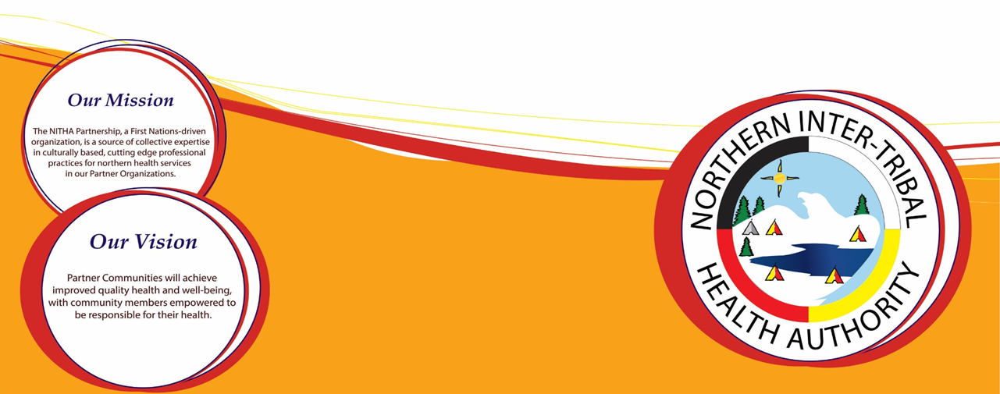 Our Mission
The NITHA Partnership, a First Nations-driven
organization, is a source of collective expertise
in culturally based, cutting edge professional
practices for northern health services
in our Partner Organizations.
Our Vision
Partner Communities will achieve
improved quality health and well-being,
with community members empowered to
be responsible for their health.
NORTHERN INTER-TRIBAL
HEALTH AUTHORITY